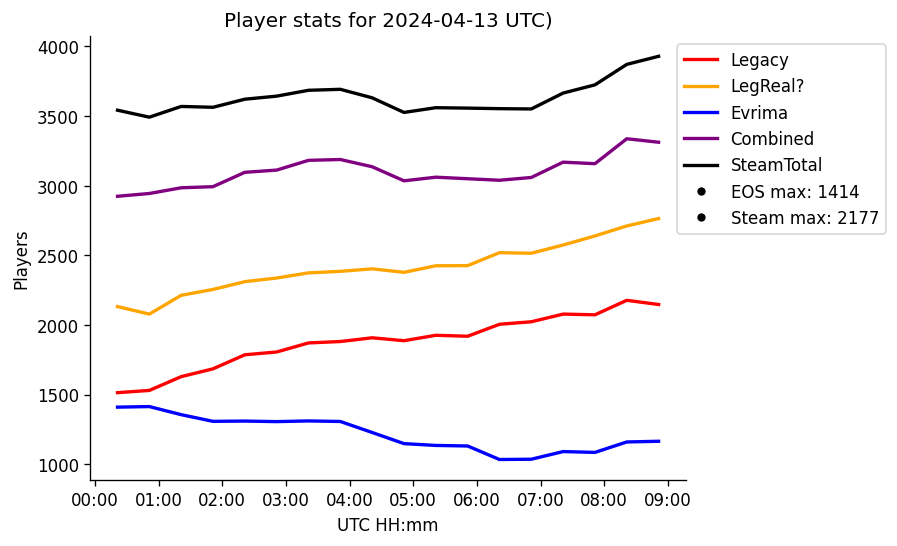 Player stats for 2024-04-13 UTC)
4000
3500
3000
2500
2000
1500
1000
Players
00:00 01:00 02:00 03:00 04:00 05:00 06:00 07:00 08:00 09:00
UTC HH:mm
Legacy
LegReal?
Evrima
Combined
SteamTotal
EOS max: 1414
Steam max: 2177